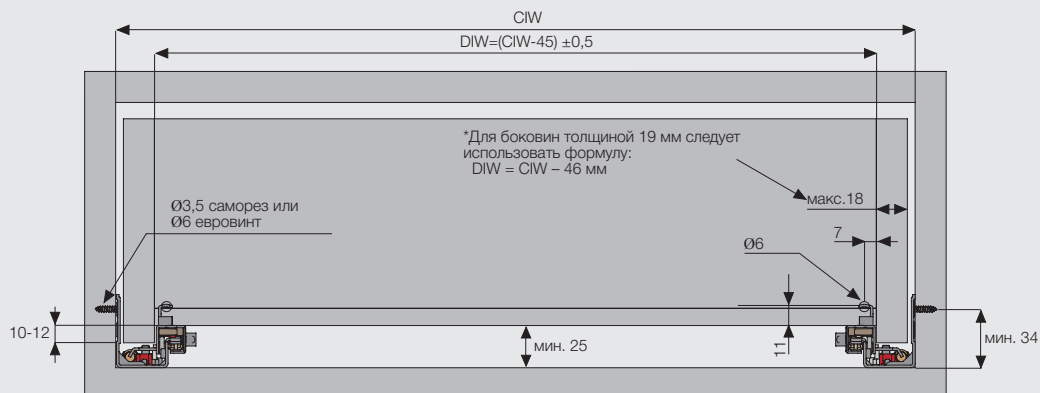 CIW
DIW=(CIW-45) ±0,5
*Для боковин толщиной 19 мм следует
использовать формулу:
DIW = CIW – 46 мм
макс.18
Ø3,5 саморез или
Ø6 евровинт
7
Ø6
10-12
мин. 25
11
мин. 34